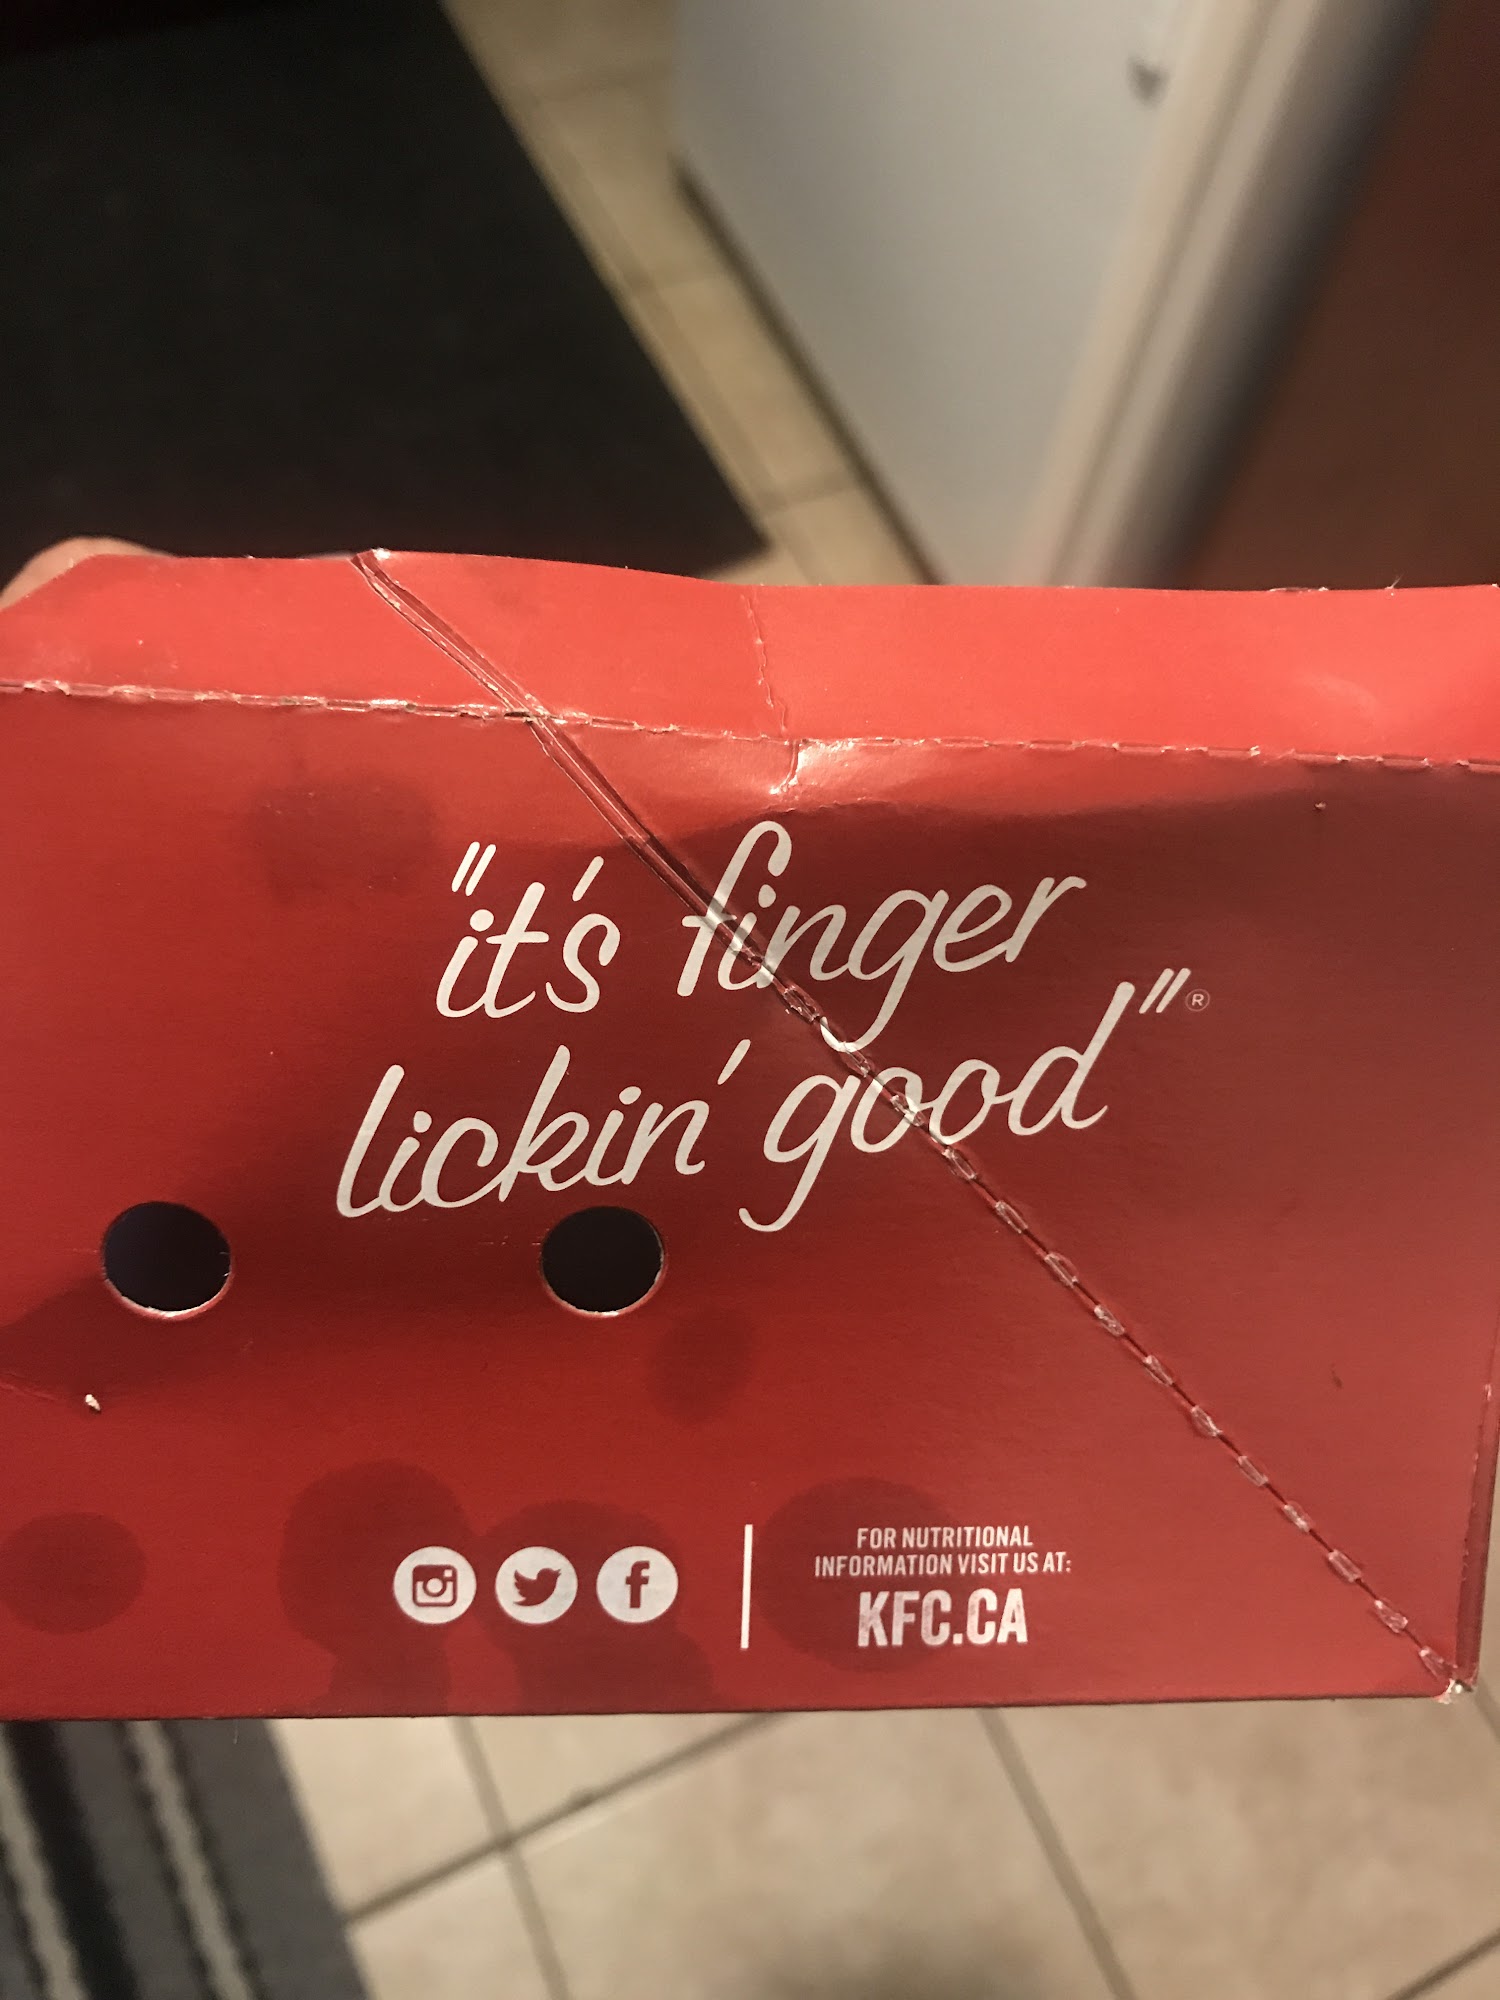 "it's finger
lickin' good"®
FOR NUTRITIONAL
INFORMATION VISIT US AT:
KFC.CA